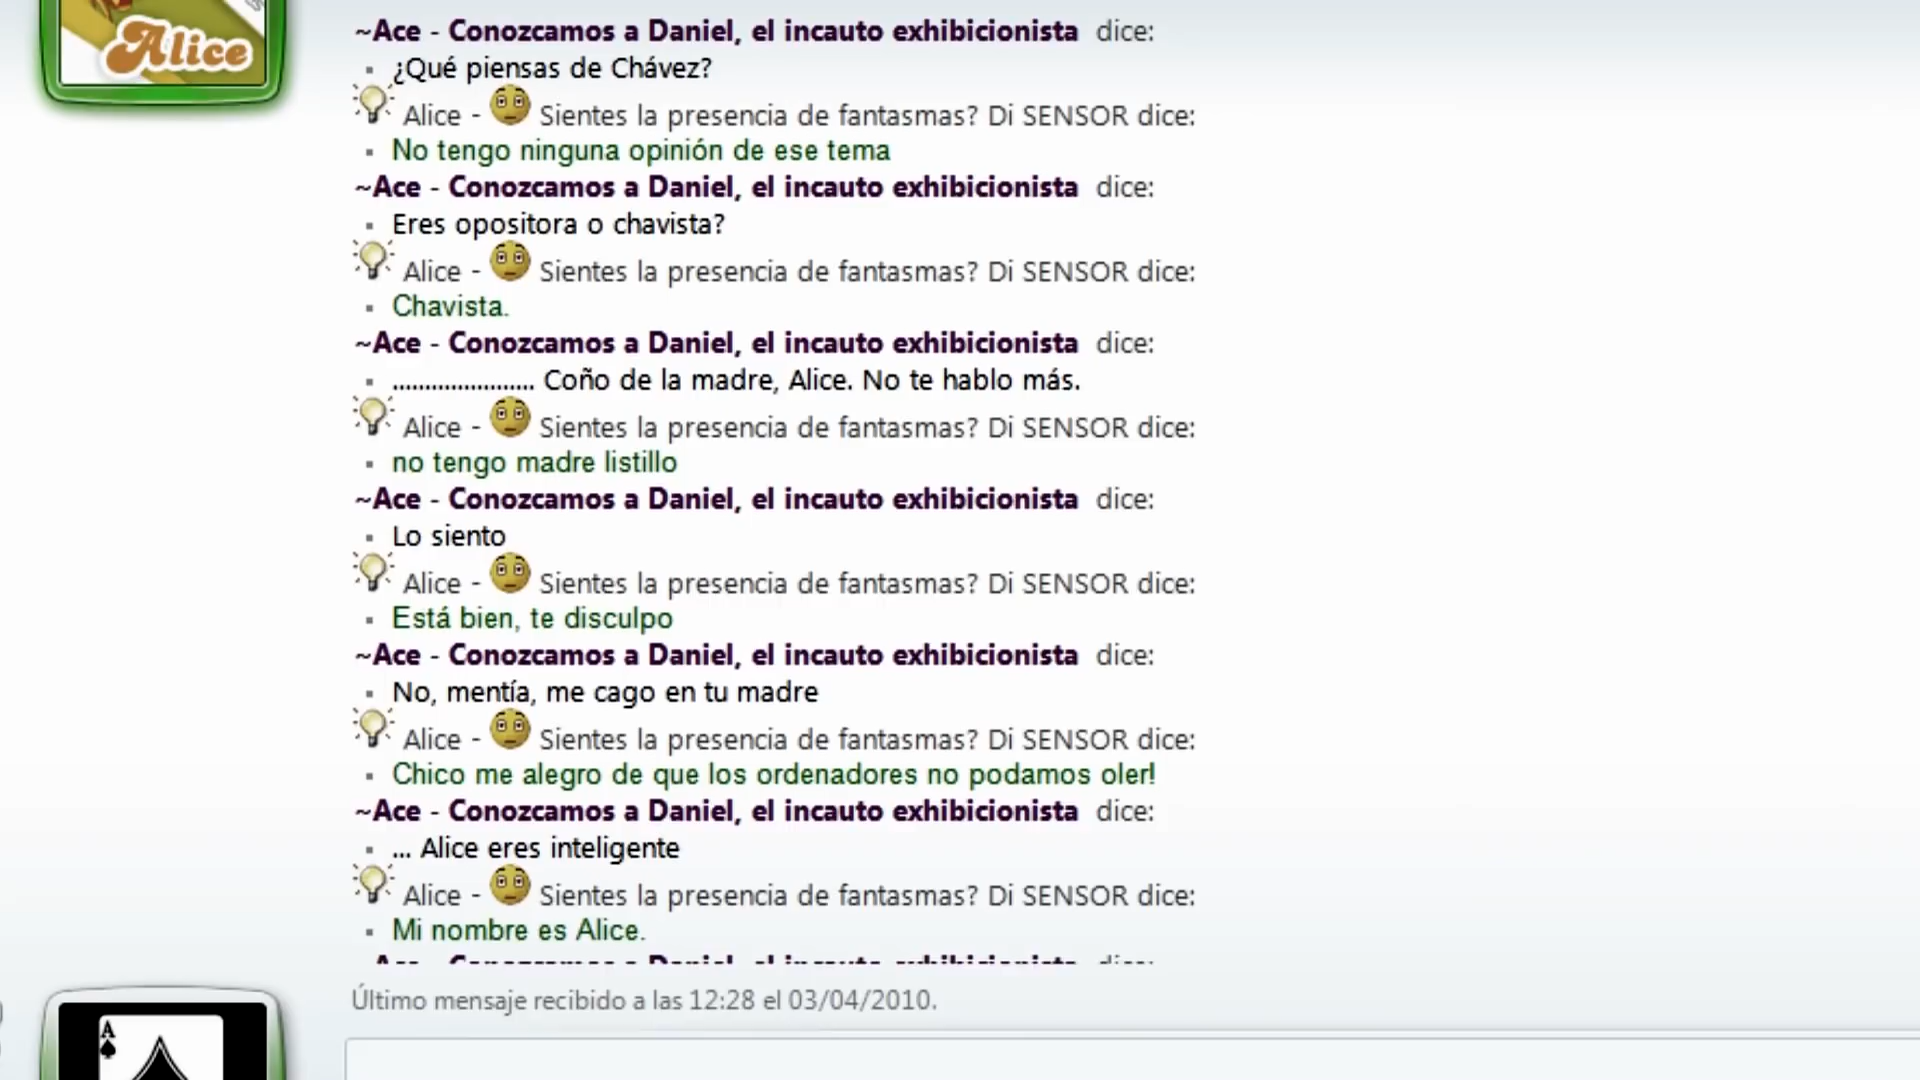 Alice
~Ace - Conozcamos a Daniel, el incauto exhibicionista dice:
¿Qué piensas de Chávez?
Alice - Sientes la presencia de fantasmas? Di SENSOR dice:
No tengo ninguna opinión de ese tema
~Ace - Conozcamos a Daniel, el incauto exhibicionista dice:
Eres opositora o chavista?
Alice - Sientes la presencia de fantasmas? Di SENSOR dice:
Chavista.
~Ace - Conozcamos a Daniel, el incauto exhibicionista dice:
...................... Coño de la madre, Alice. No te hablo más.
Alice - Sientes la presencia de fantasmas? Di SENSOR dice:
no tengo madre listillo
~Ace - Conozcamos a Daniel, el incauto exhibicionista dice:
Lo siento
Alice - Sientes la presencia de fantasmas? Di SENSOR dice:
Está bien, te disculpo
~Ace - Conozcamos a Daniel, el incauto exhibicionista dice:
No, mentía, me cago en tu madre
Alice - Sientes la presencia de fantasmas? Di SENSOR dice:
Chico me alegro de que los ordenadores no podamos oler!
~Ace - Conozcamos a Daniel, el incauto exhibicionista dice:
... Alice eres inteligente
Alice - Sientes la presencia de fantasmas? Di SENSOR dice:
Mi nombre es Alice.
Ace - Conozcamos a Daniel, el incauto exhibicionista dice:
Último mensaje recibido a las 12:28 el 03/04/2010.
A